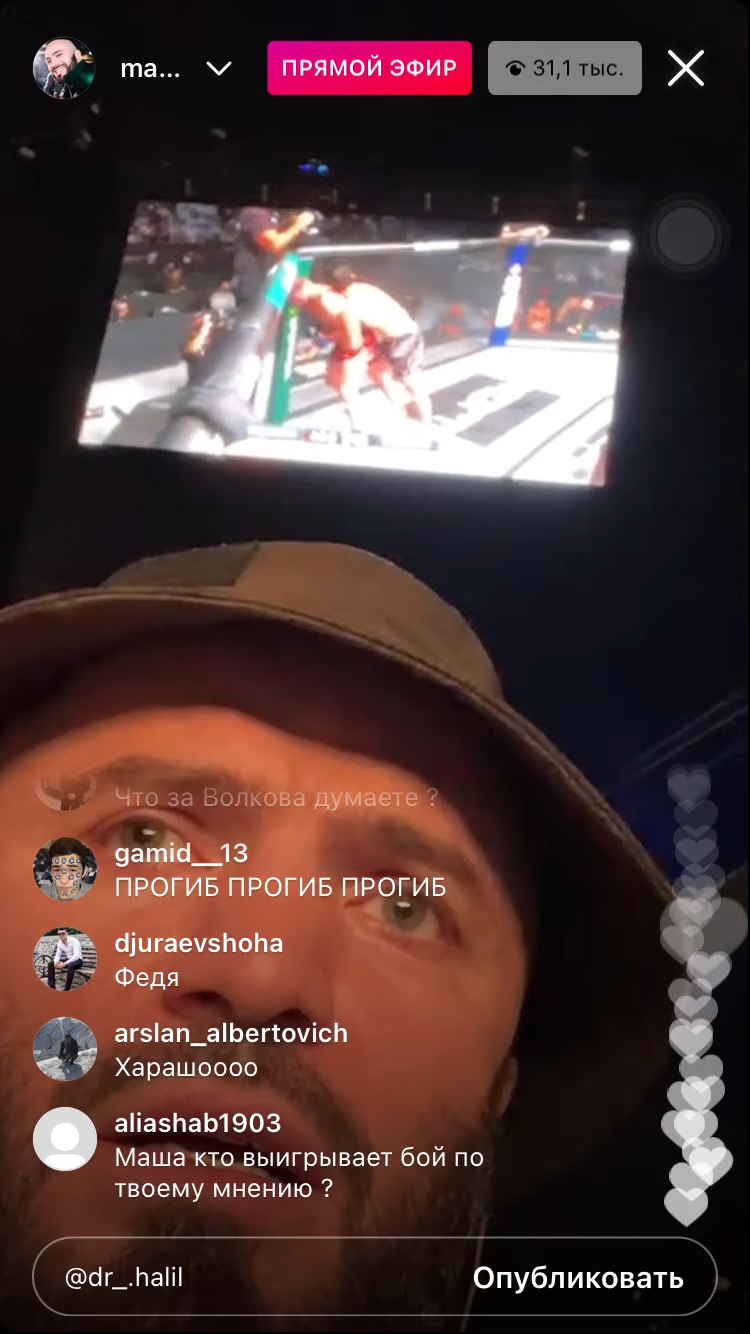 ma...
ПРЯМОЙ ЭФИР
31,1 тыс.
Что за Волкова думаете ?
gamid__13
ПРОГИБ ПРОГИБ ПРОГИБ
djuraevshoha
Федя
arslan_albertovich
Харашоооо
aliashab1903
Маша кто выигрывает бой по
твоему мнению ?
@dr_.halil
Опубликовать